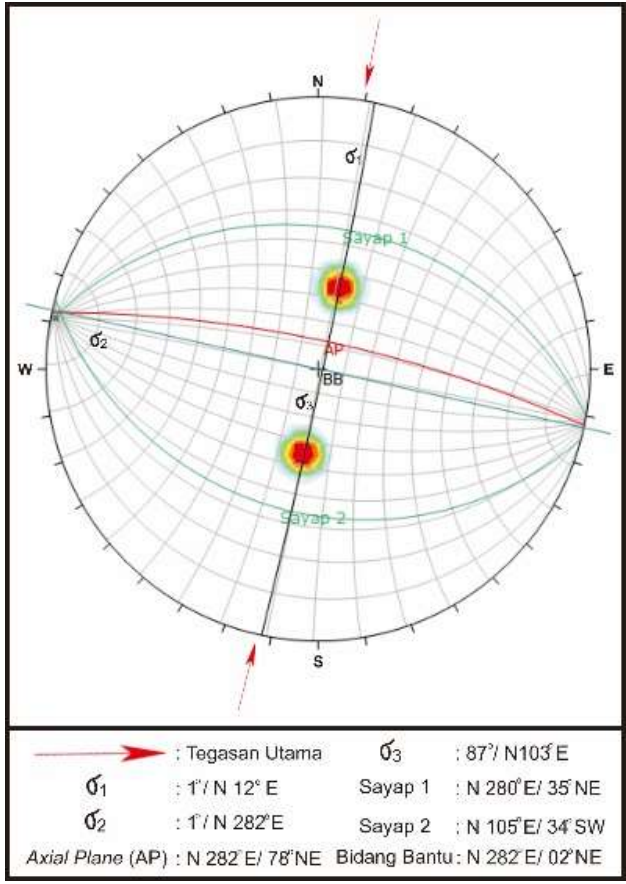 N
σ₁
Sayap 1
AP
σ₂
W
E
BB
σ₃
Sayap 2
S
: Tegasan Utama
σ₃ : 87°/ N103°E
σ₁ : 1°/ N 12° E
Sayap 1 : N 280°E/ 35°NE
σ₂ : 1°/ N 282°E
Sayap 2 : N 105°E/ 34°SW
Axial Plane (AP) : N 282°E/ 78°NE
Bidang Bantu : N 282°E/ 02°NE